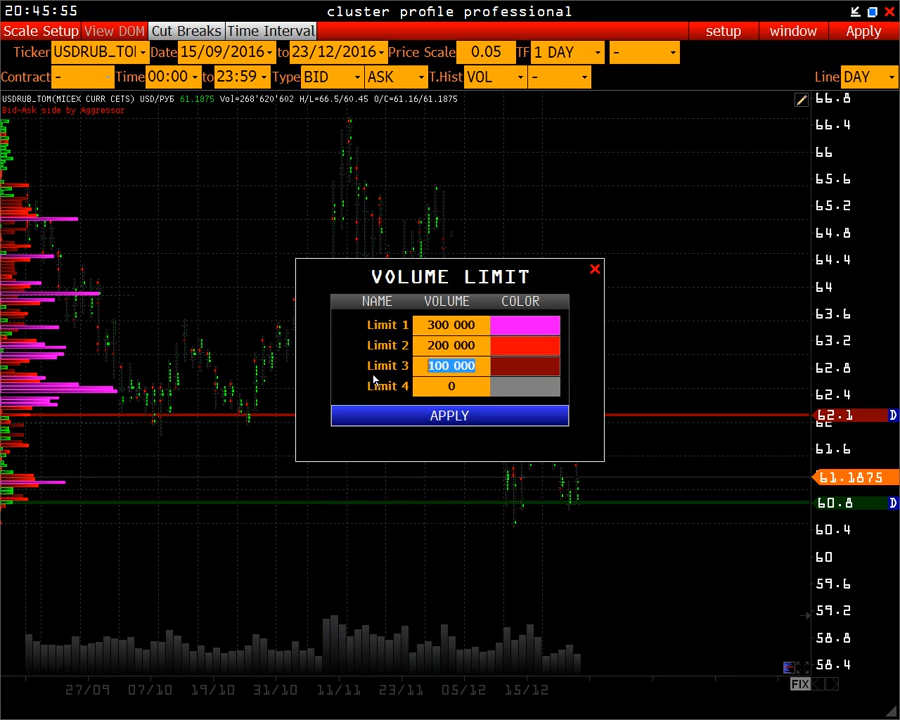 20:45:55 cluster profile professional
Scale Setup View DOM Cut Breaks Time Interval setup window Apply
Ticker USDRUB_TO Date 15/09/2016 to 23/12/2016 Price Scale 0.05 TF 1 DAY -
Contract - Time 00:00 to 23:59 Type BID ASK T.Hist VOL - Line DAY
USDRUB_TOM(MICEX CURR CETS) USD/РУБ 61.1875 Vol=268'620'602 H/L=66.5/60.45 O/C=61.16/61.1875
Bid-Ask side by Aggressor
66.8
66.4
66
65.6
65.2
64.8
64.4
64
63.6
63.2
62.8
62.4
62.1 D
62
61.6
61.1875
60.8 D
60.4
60
59.6
59.2
58.8
58.4
VOLUME LIMIT
NAME VOLUME COLOR
Limit 1 300 000
Limit 2 200 000
Limit 3 100 000
Limit 4 0
APPLY
FIX
27/09 07/10 19/10 31/10 11/11 23/11 05/12 15/12